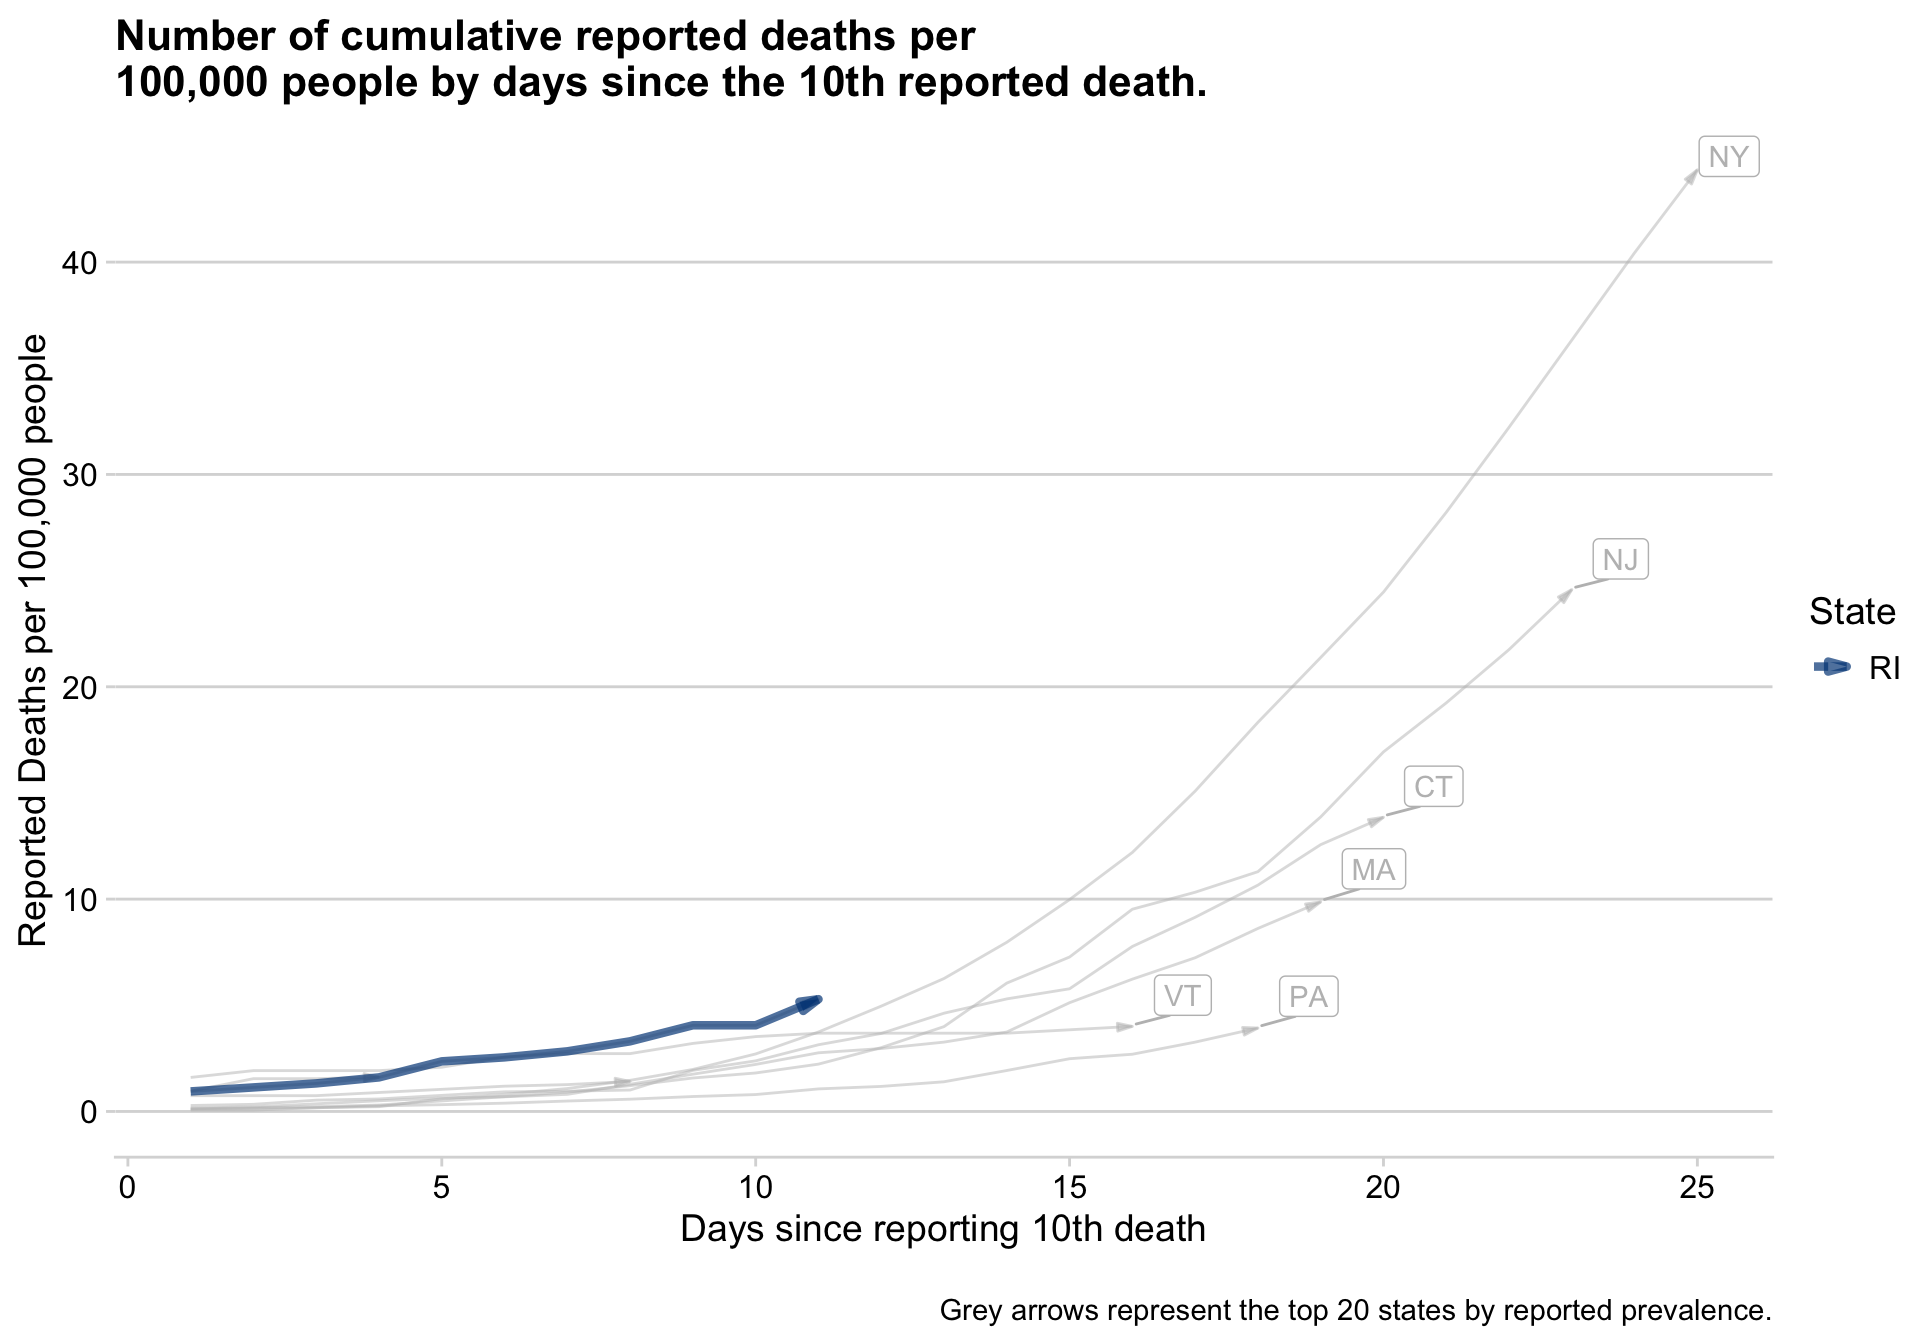 Number of cumulative reported deaths per
100,000 people by days since the 10th reported death.
Reported Deaths per 100,000 people
40
30
20
10
0
NY
NJ
CT
MA
VT
PA
State
RI
0
5
10
15
20
25
Days since reporting 10th death
Grey arrows represent the top 20 states by reported prevalence.